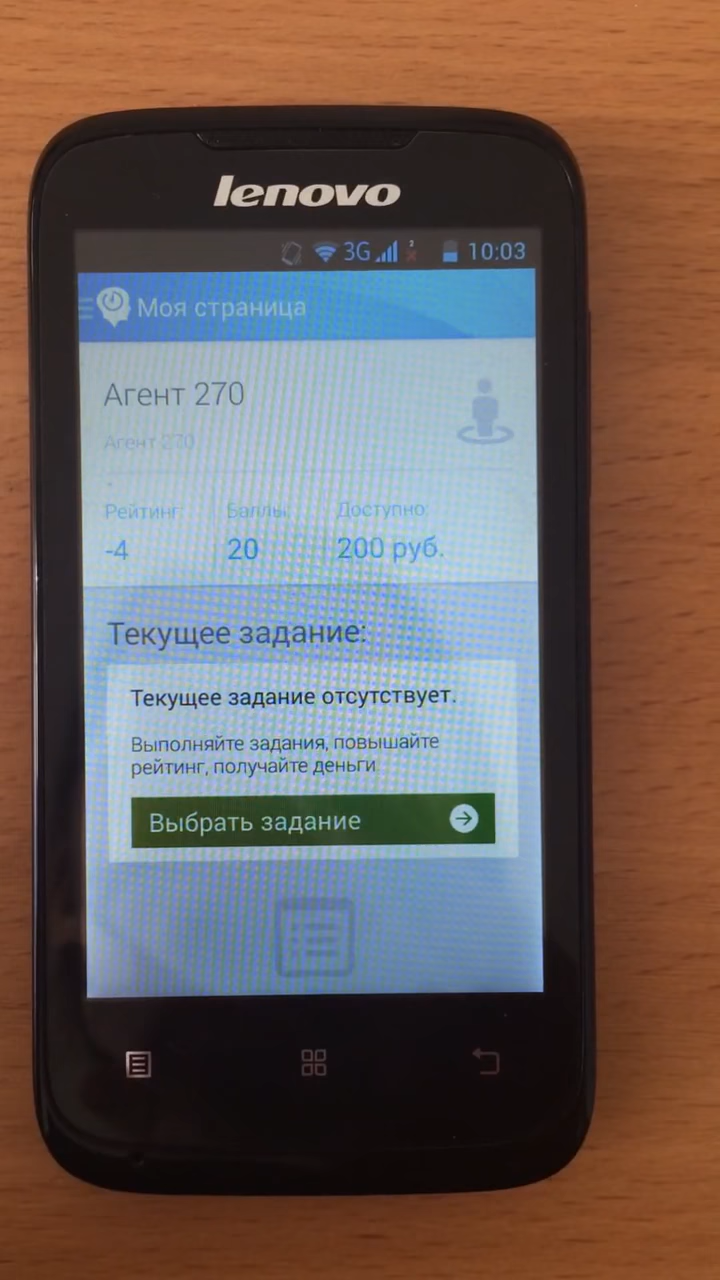 lenovo
3G 2 10:03
Моя страница
Агент 270
Агент 270
Рейтинг: Баллы: Доступно:
-4 20 200 руб.
Текущее задание:
Текущее задание отсутствует.
Выполняйте задания, повышайте
рейтинг, получайте деньги
Выбрать задание